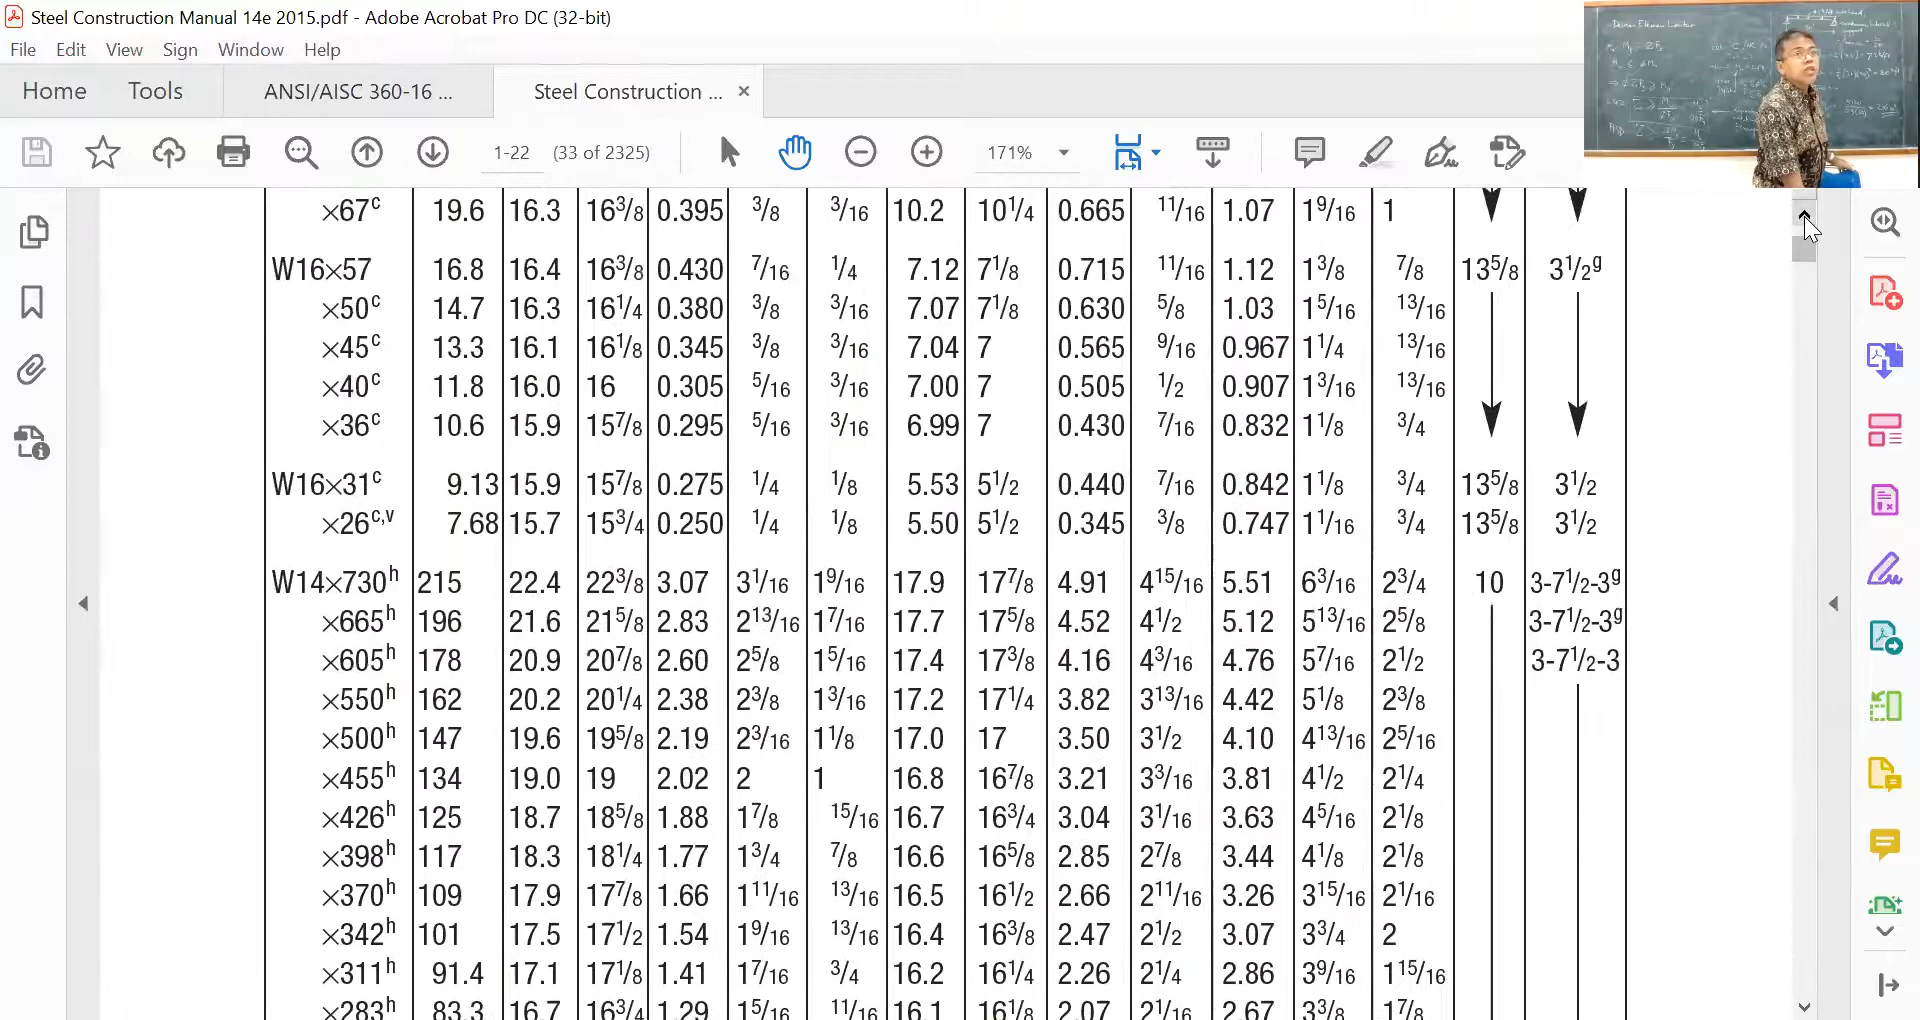 Steel Construction Manual 14e 2015.pdf - Adobe Acrobat Pro DC (32-bit)
File Edit View Sign Window Help
Home Tools ANSI/AISC 360-16 ... Steel Construction ... ×
1-22 (33 of 2325) 171%
×67c 19.6 16.3 16 3/8 0.395 3/8 3/16 10.2 10 1/4 0.665 11/16 1.07 1 9/16 1
W16×57 16.8 16.4 16 3/8 0.430 7/16 1/4 7.12 7 1/8 0.715 11/16 1.12 1 3/8 7/8 13 5/8 3 1/2g
×50c 14.7 16.3 16 1/4 0.380 3/8 3/16 7.07 7 1/8 0.630 5/8 1.03 1 5/16 13/16
×45c 13.3 16.1 16 1/8 0.345 3/8 3/16 7.04 7 0.565 9/16 0.967 1 1/4 13/16
×40c 11.8 16.0 16 0.305 5/16 3/16 7.00 7 0.505 1/2 0.907 1 3/16 13/16
×36c 10.6 15.9 15 7/8 0.295 5/16 3/16 6.99 7 0.430 7/16 0.832 1 1/8 3/4
W16×31c 9.13 15.9 15 7/8 0.275 1/4 1/8 5.53 5 1/2 0.440 7/16 0.842 1 1/8 3/4 13 5/8 3 1/2
×26c,v 7.68 15.7 15 3/4 0.250 1/4 1/8 5.50 5 1/2 0.345 3/8 0.747 1 1/16 3/4 13 5/8 3 1/2
W14×730h 215 22.4 22 3/8 3.07 3 1/16 1 9/16 17.9 17 7/8 4.91 4 15/16 5.51 6 3/16 2 3/4 10 3-7 1/2-3g
×665h 196 21.6 21 5/8 2.83 2 13/16 1 7/16 17.7 17 5/8 4.52 4 1/2 5.12 5 13/16 2 5/8 3-7 1/2-3g
×605h 178 20.9 20 7/8 2.60 2 5/8 1 5/16 17.4 17 3/8 4.16 4 3/16 4.76 5 7/16 2 1/2 3-7 1/2-3
×550h 162 20.2 20 1/4 2.38 2 3/8 1 3/16 17.2 17 1/4 3.82 3 13/16 4.42 5 1/8 2 3/8
×500h 147 19.6 19 5/8 2.19 2 3/16 1 1/8 17.0 17 3.50 3 1/2 4.10 4 13/16 2 5/16
×455h 134 19.0 19 2.02 2 1 16.8 16 7/8 3.21 3 3/16 3.81 4 1/2 2 1/4
×426h 125 18.7 18 5/8 1.88 1 7/8 15/16 16.7 16 3/4 3.04 3 1/16 3.63 4 5/16 2 1/8
×398h 117 18.3 18 1/4 1.77 1 3/4 7/8 16.6 16 5/8 2.85 2 7/8 3.44 4 1/8 2 1/8
×370h 109 17.9 17 7/8 1.66 1 11/16 13/16 16.5 16 1/2 2.66 2 11/16 3.26 3 15/16 2 1/16
×342h 101 17.5 17 1/2 1.54 1 9/16 13/16 16.4 16 3/8 2.47 2 1/2 3.07 3 3/4 2
×311h 91.4 17.1 17 1/8 1.41 1 7/16 3/4 16.2 16 1/4 2.26 2 1/4 2.86 3 9/16 1 15/16
×283h 83.3 16.7 16 3/4 1.29 1 5/16 11/16 16.1 16 1/8 2.07 2 1/16 2.67 3 3/8 1 7/8